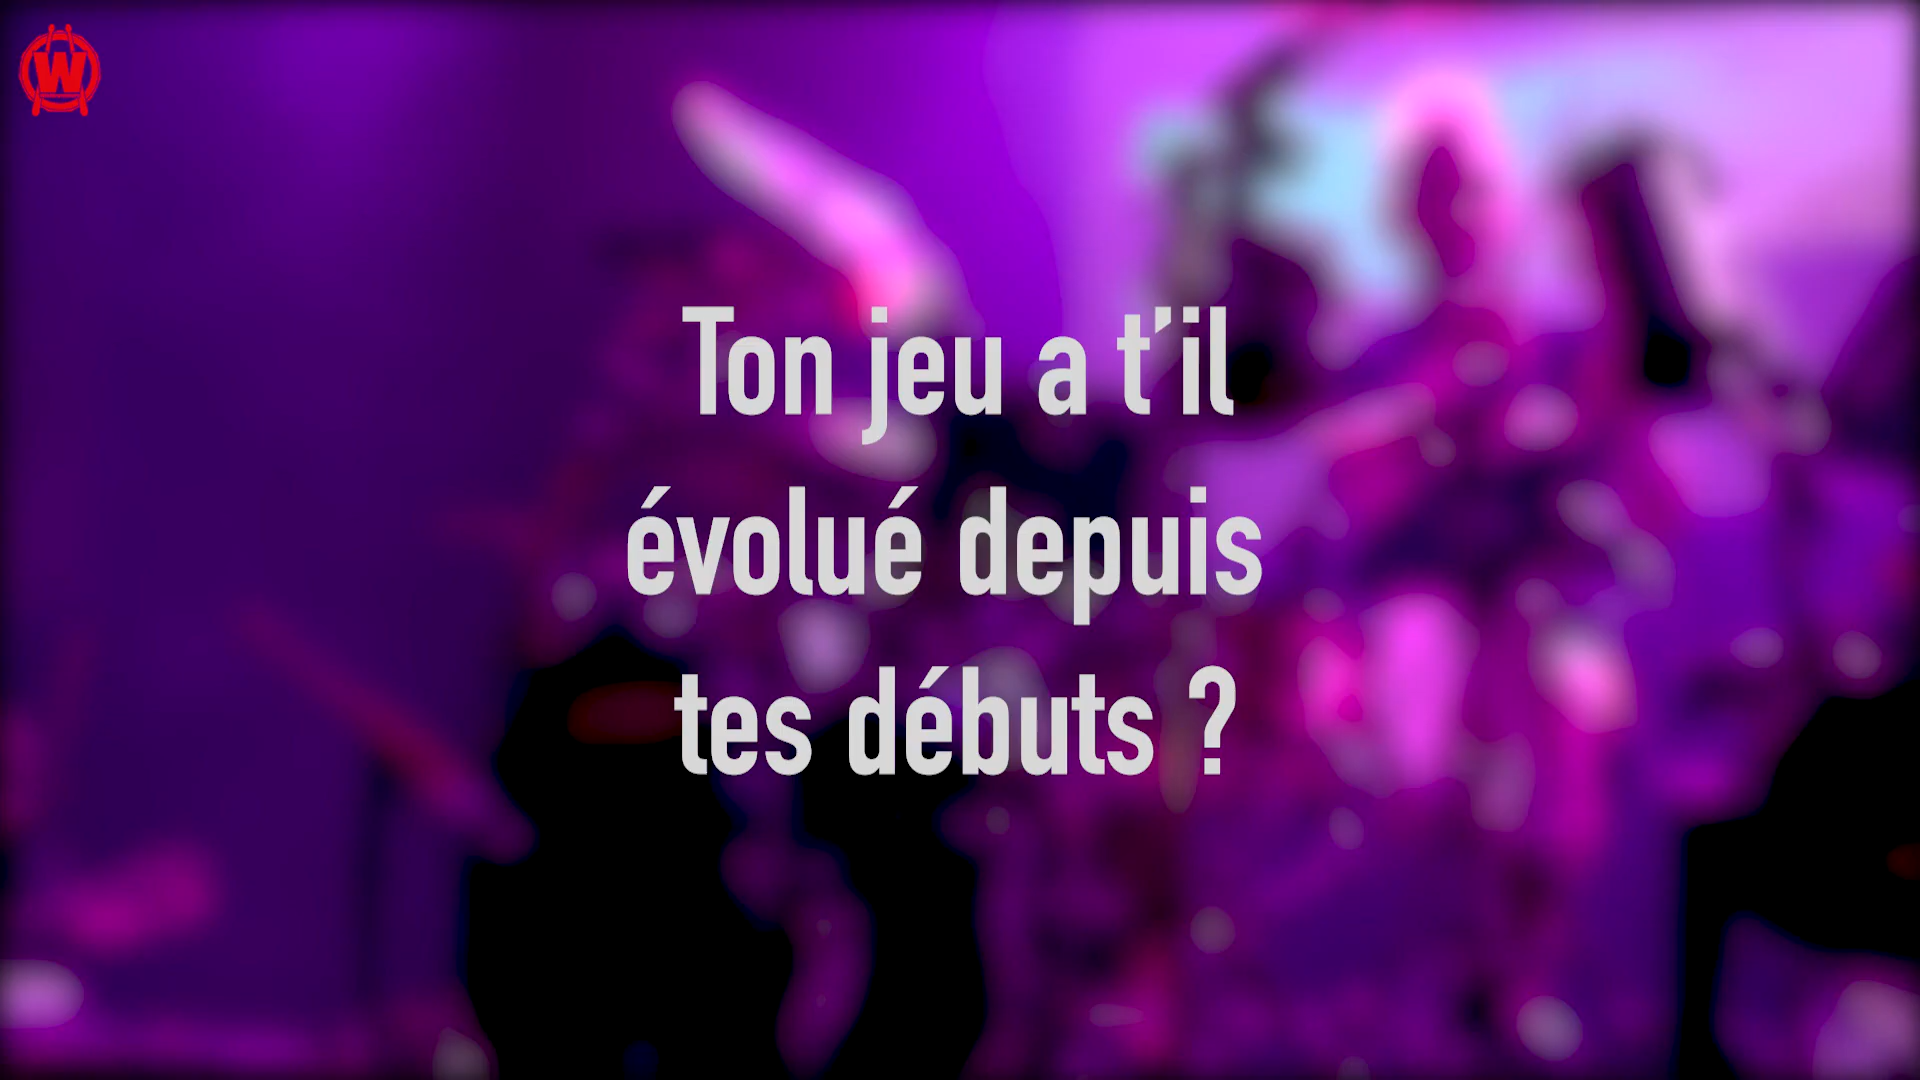 W
Ton jeu a t’il
évolué depuis
tes débuts ?